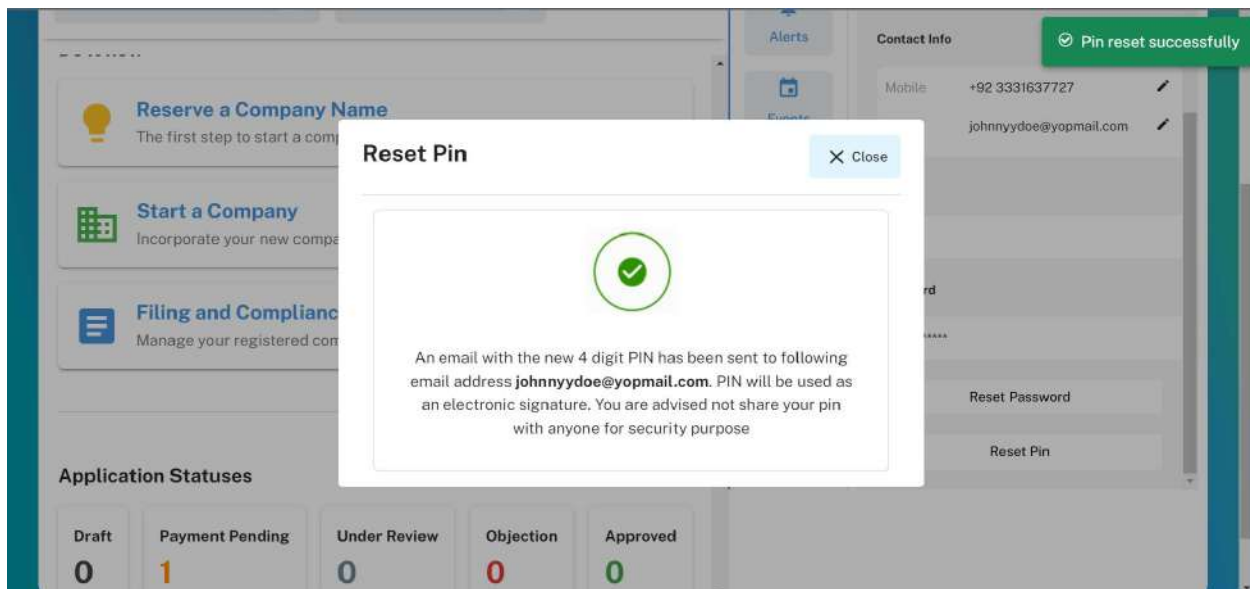 Alerts
Events
Contact Info
Pin reset successfully
Mobile +92 3331637727
johnnyydoe@yopmail.com
Reserve a Company Name
The first step to start a comp
Start a Company
Incorporate your new compa
Filing and Complianc
Manage your registered com
Reset Pin
Close
An email with the new 4 digit PIN has been sent to following
email address johnnyydoe@yopmail.com. PIN will be used as
an electronic signature. You are advised not share your pin
with anyone for security purpose
rd
*****
Reset Password
Reset Pin
Application Statuses
Draft
0
Payment Pending
1
Under Review
0
Objection
0
Approved
0